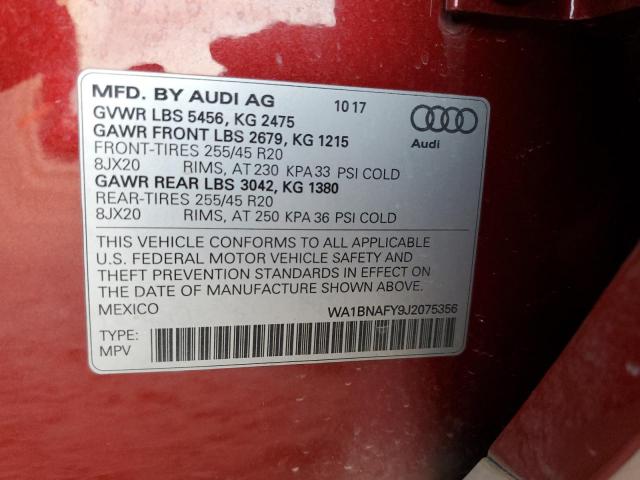 MFD. BY AUDI AG 10 17
GVWR LBS 5456, KG 2475
GAWR FRONT LBS 2679, KG 1215
FRONT-TIRES 255/45 R20
8JX20 RIMS, AT 230 KPA 33 PSI COLD
GAWR REAR LBS 3042, KG 1380
REAR-TIRES 255/45 R20
8JX20 RIMS, AT 250 KPA 36 PSI COLD
Audi
THIS VEHICLE CONFORMS TO ALL APPLICABLE
U.S. FEDERAL MOTOR VEHICLE SAFETY AND
THEFT PREVENTION STANDARDS IN EFFECT ON
THE DATE OF MANUFACTURE SHOWN ABOVE.
MEXICO WA1BNAFY9J2075356
TYPE:
MPV